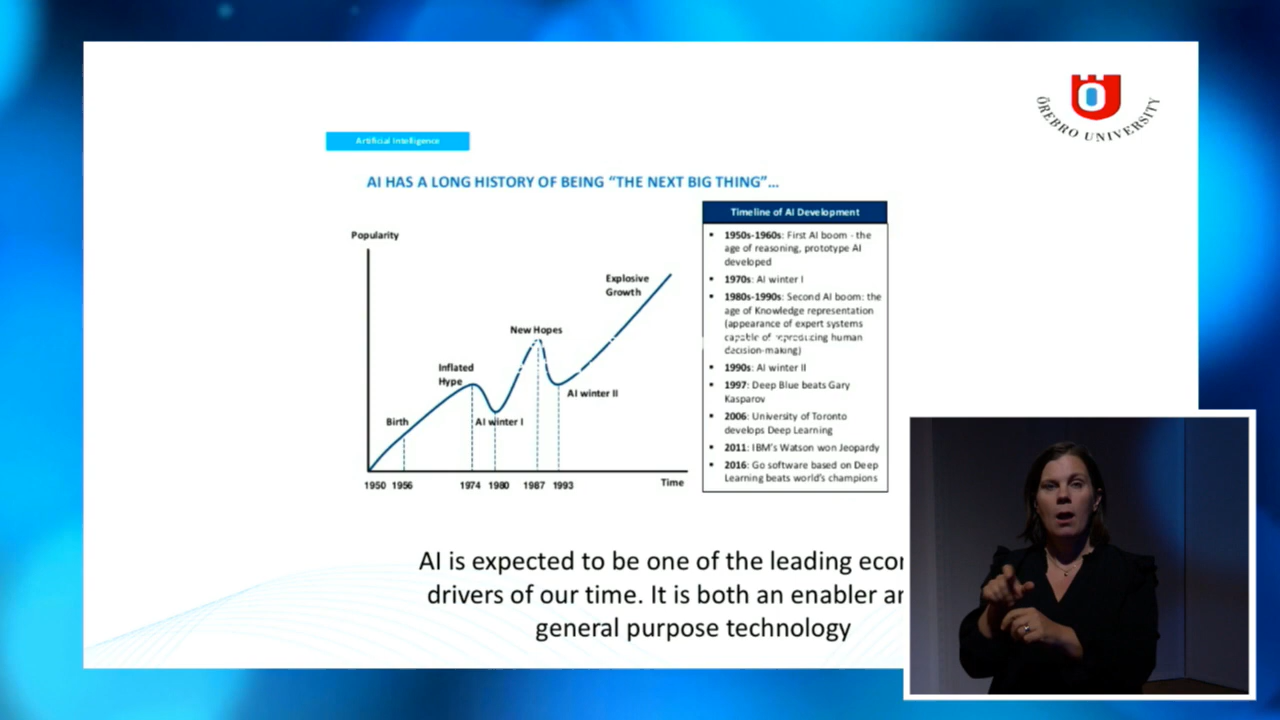 ÖREBRO UNIVERSITY
Artificial Intelligence
AI HAS A LONG HISTORY OF BEING “THE NEXT BIG THING”...
Popularity
Explosive
Growth
New Hopes
Inflated
Hype
AI winter II
Birth
AI winter I
1950 1956 1974 1980 1987 1993 Time
Timeline of AI Development
▪ 1950s-1960s: First AI boom - the
age of reasoning, prototype AI
developed
▪ 1970s: AI winter I
▪ 1980s-1990s: Second AI boom: the
age of Knowledge representation
(appearance of expert systems
capable of reproducing human
decision-making)
▪ 1990s: AI winter II
▪ 1997: Deep Blue beats Gary
Kasparov
▪ 2006: University of Toronto
develops Deep Learning
▪ 2011: IBM’s Watson won Jeopardy
▪ 2016: Go software based on Deep
Learning beats world’s champions
AI is expected to be one of the leading
drivers of our time. It is both an enabler
general purpose technology